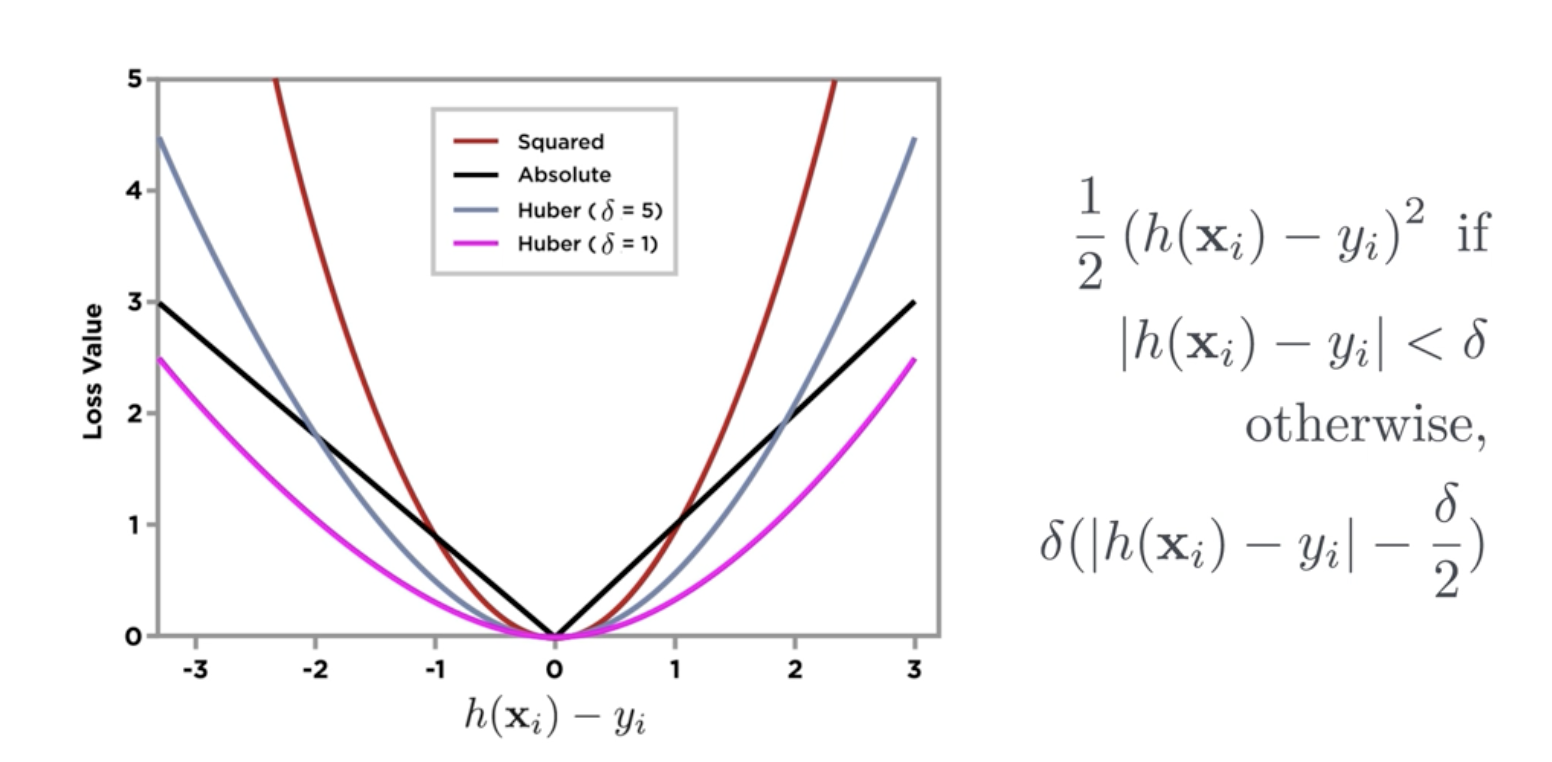 5
4
3
2
1
0
Loss Value
Squared
Absolute
Huber (δ = 5)
Huber (δ = 1)
-3 -2 -1 0 1 2 3
h(𝐱ᵢ) − yᵢ
1/2 (h(𝐱ᵢ) − yᵢ)² if
|h(𝐱ᵢ) − yᵢ| < δ
otherwise,
δ(|h(𝐱ᵢ) − yᵢ| − δ/2)